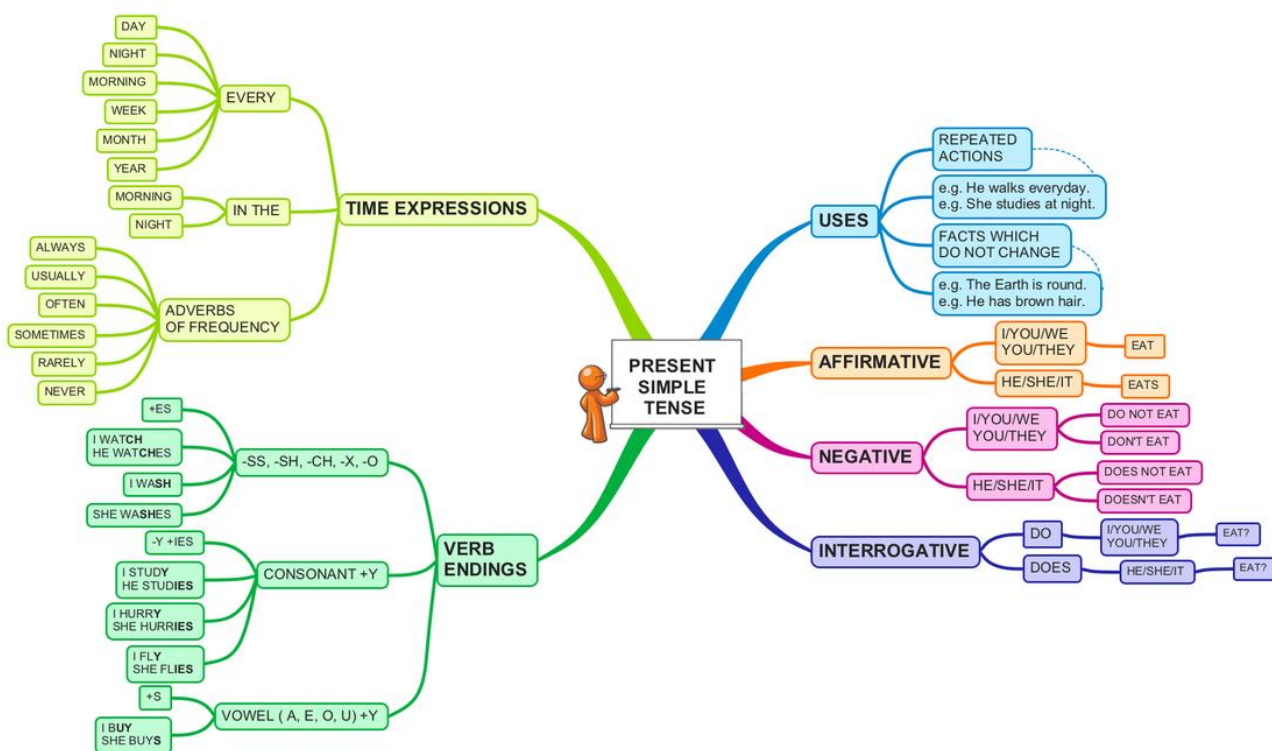 PRESENT
SIMPLE
TENSE
TIME EXPRESSIONS
EVERY
DAY
NIGHT
MORNING
WEEK
MONTH
YEAR
IN THE
MORNING
NIGHT
ADVERBS
OF FREQUENCY
ALWAYS
USUALLY
OFTEN
SOMETIMES
RARELY
NEVER
VERB
ENDINGS
-SS, -SH, -CH, -X, -O
+ES
I WATCH
HE WATCHES
I WASH
SHE WASHES
CONSONANT +Y
-Y +IES
I STUDY
HE STUDIES
I HURRY
SHE HURRIES
I FLY
SHE FLIES
VOWEL ( A, E, O, U) +Y
+S
I BUY
SHE BUYS
USES
REPEATED
ACTIONS
e.g. He walks everyday.
e.g. She studies at night.
FACTS WHICH
DO NOT CHANGE
e.g. The Earth is round.
e.g. He has brown hair.
AFFIRMATIVE
I/YOU/WE
YOU/THEY
EAT
HE/SHE/IT
EATS
NEGATIVE
I/YOU/WE
YOU/THEY
DO NOT EAT
DON'T EAT
HE/SHE/IT
DOES NOT EAT
DOESN'T EAT
INTERROGATIVE
DO
I/YOU/WE
YOU/THEY
EAT?
DOES
HE/SHE/IT
EAT?